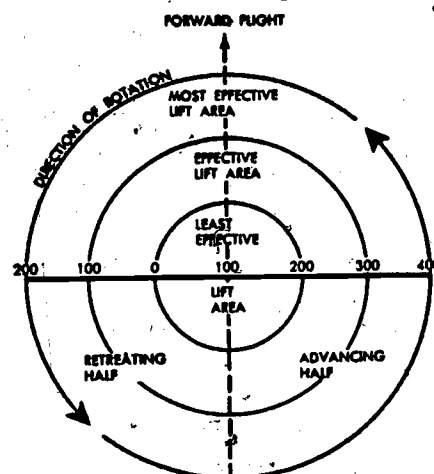 FORWARD FLIGHT
DIRECTION OF ROTATION
MOST EFFECTIVE
LIFT AREA
EFFECTIVE
LIFT AREA
LEAST
EFFECTIVE
200 100 0 100 200 300 400
LIFT
AREA
RETREATING
HALF
ADVANCING
HALF